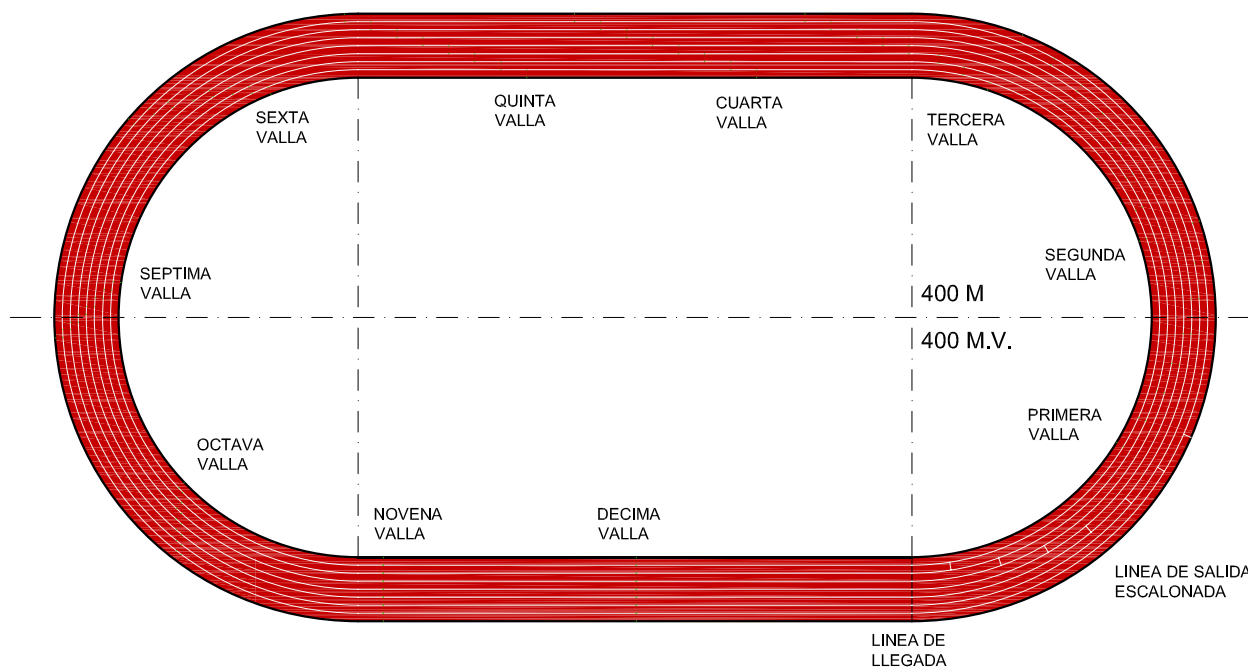 QUINTA
VALLA
CUARTA
VALLA
SEXTA
VALLA
TERCERA
VALLA
SEPTIMA
VALLA
SEGUNDA
VALLA
400 M
400 M.V.
PRIMERA
VALLA
OCTAVA
VALLA
NOVENA
VALLA
DECIMA
VALLA
LINEA DE SALIDA
ESCALONADA
LINEA DE
LLEGADA